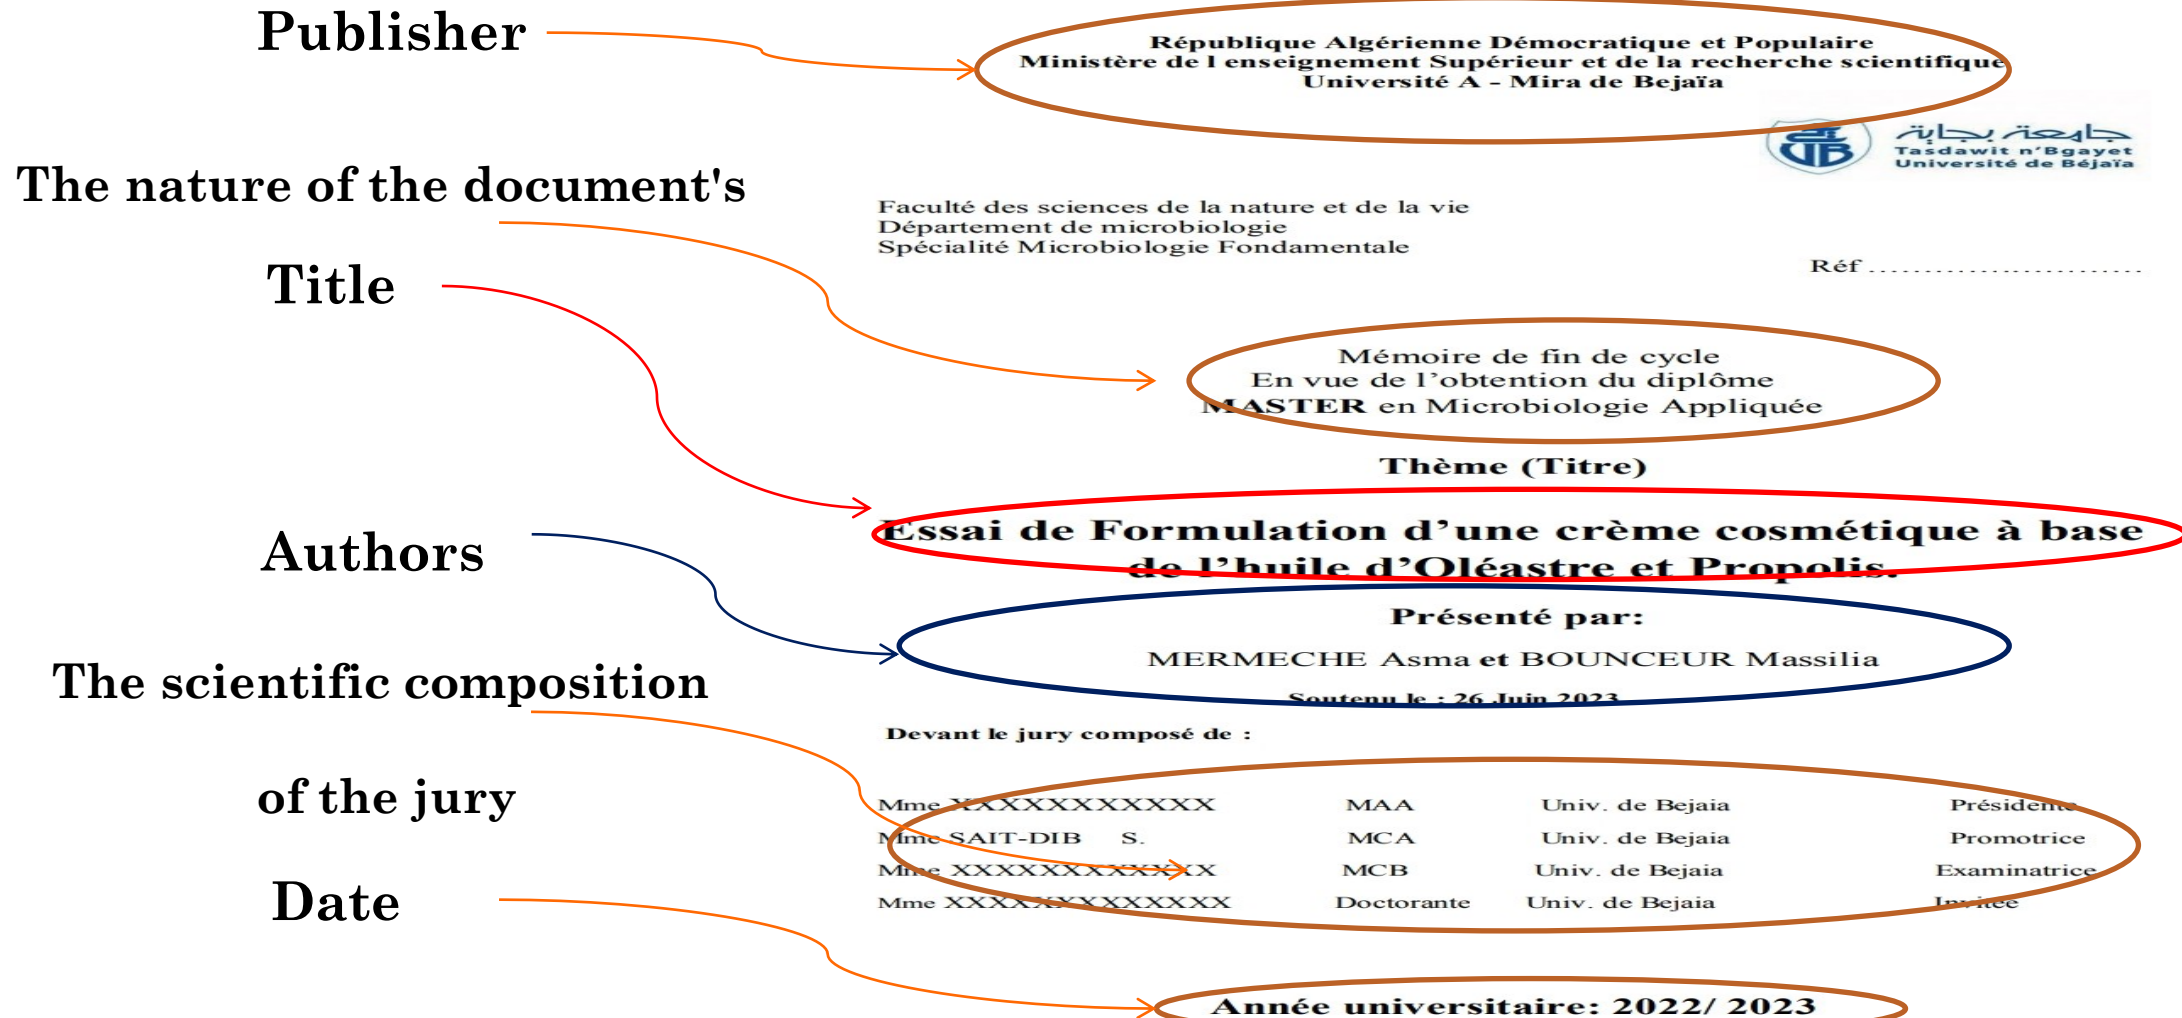 Publisher
République Algérienne Démocratique et Populaire
Ministère de l enseignement Supérieur et de la recherche scientifique
Université A - Mira de Bejaïa
جامعة بجاية
Tasdawit n'Bgayet
Université de Béjaïa
The nature of the document's
Faculté des sciences de la nature et de la vie
Département de microbiologie
Spécialité Microbiologie Fondamentale
Réf ........................
Title
Mémoire de fin de cycle
En vue de l’obtention du diplôme
MASTER en Microbiologie Appliquée
Thème (Titre)
Essai de Formulation d’une crème cosmétique à base
de l’huile d’Oléastre et Propolis.
Authors
Présenté par:
MERMECHE Asma et BOUNCEUR Massilia
Soutenu le : 26 Juin 2023
The scientific composition
of the jury
Devant le jury composé de :
Mme XXXXXXXXXXX MAA Univ. de Bejaia Présidente
Mme SAIT-DIB S. MCA Univ. de Bejaia Promotrice
Mme XXXXXXXXXXXX MCB Univ. de Bejaia Examinatrice
Mme XXXXXXXXXXXXX Doctorante Univ. de Bejaia Invitée
Date
Année universitaire: 2022/ 2023